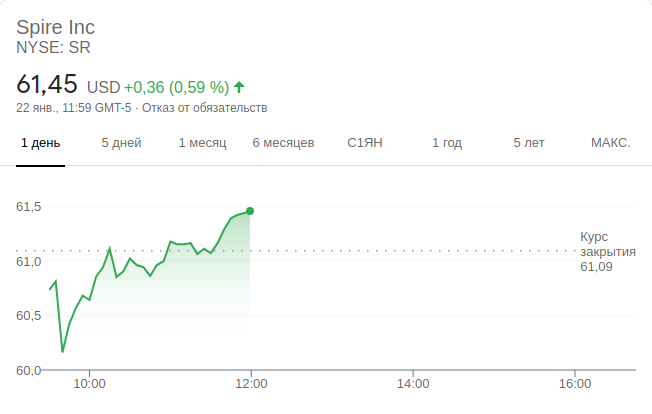 Spire Inc
NYSE: SR
61,45 USD +0,36 (0,59 %)
22 янв., 11:59 GMT-5 · Отказ от обязательств
1 день 5 дней 1 месяц 6 месяцев С1ЯН 1 год 5 лет МАКС.
61,5
Курс
закрытия
61,09
61,0
60,5
60,0
10:00 12:00 14:00 16:00